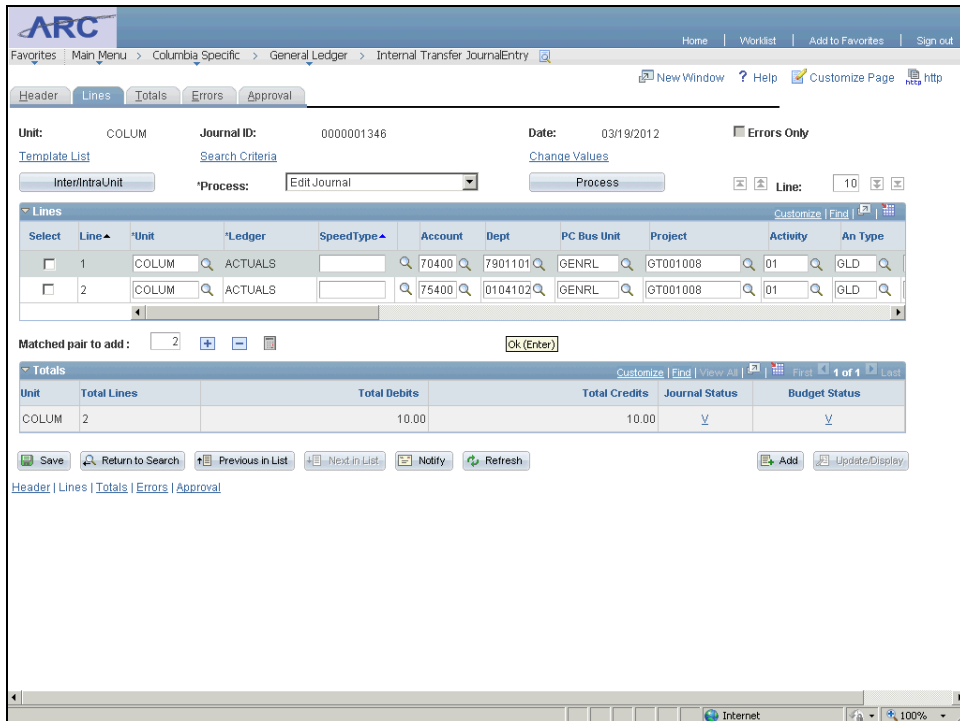 ARC
Home | Worklist | Add to Favorites | Sign out
Favorites Main Menu > Columbia Specific > General Ledger > Internal Transfer JournalEntry
New Window ? Help Customize Page http
Header Lines Totals Errors Approval
Unit: COLUM Journal ID: 0000001346 Date: 03/19/2012 Errors Only
Template List Search Criteria Change Values
Inter/IntraUnit *Process: Edit Journal Process Line: 10
Lines Customize | Find |
Select Line *Unit *Ledger SpeedType Account Dept PC Bus Unit Project Activity An Type
1 COLUM ACTUALS 70400 7901101 GENRL GT001008 01 GLD
2 COLUM ACTUALS 75400 0104102 GENRL GT001008 01 GLD
Matched pair to add : 2 Ok (Enter)
Totals Customize | Find | View All | First 1 of 1 Last
Unit Total Lines Total Debits Total Credits Journal Status Budget Status
COLUM 2 10.00 10.00 V V
Save Return to Search Previous in List Next in List Notify Refresh Add Update/Display
Header | Lines | Totals | Errors | Approval
Internet 100%